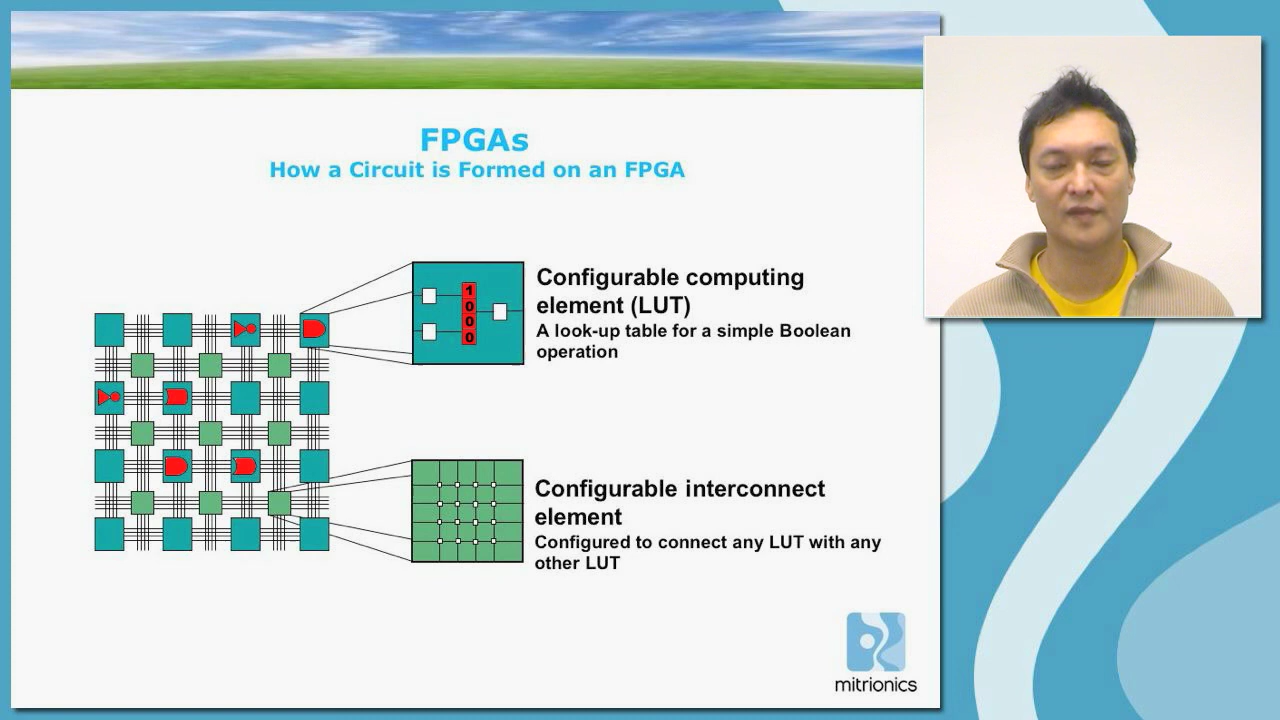 FPGAs
How a Circuit is Formed on an FPGA
1
0
0
0
Configurable computing
element (LUT)
A look-up table for a simple Boolean
operation
Configurable interconnect
element
Configured to connect any LUT with any
other LUT
mitrionics